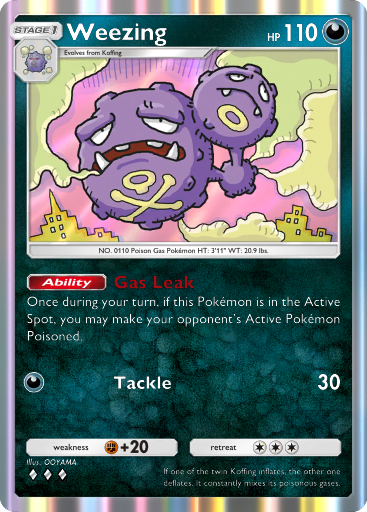 STAGE 1 Weezing HP 110
Evolves from Koffing
NO. 0110 Poison Gas Pokémon HT: 3'11" WT: 20.9 lbs.
Ability Gas Leak
Once during your turn, if this Pokémon is in the Active
Spot, you may make your opponent's Active Pokémon
Poisoned.
Tackle 30
weakness +20 retreat
Illus. OOYAMA
If one of the twin Koffing inflates, the other one
deflates. It constantly mixes its poisonous gases.